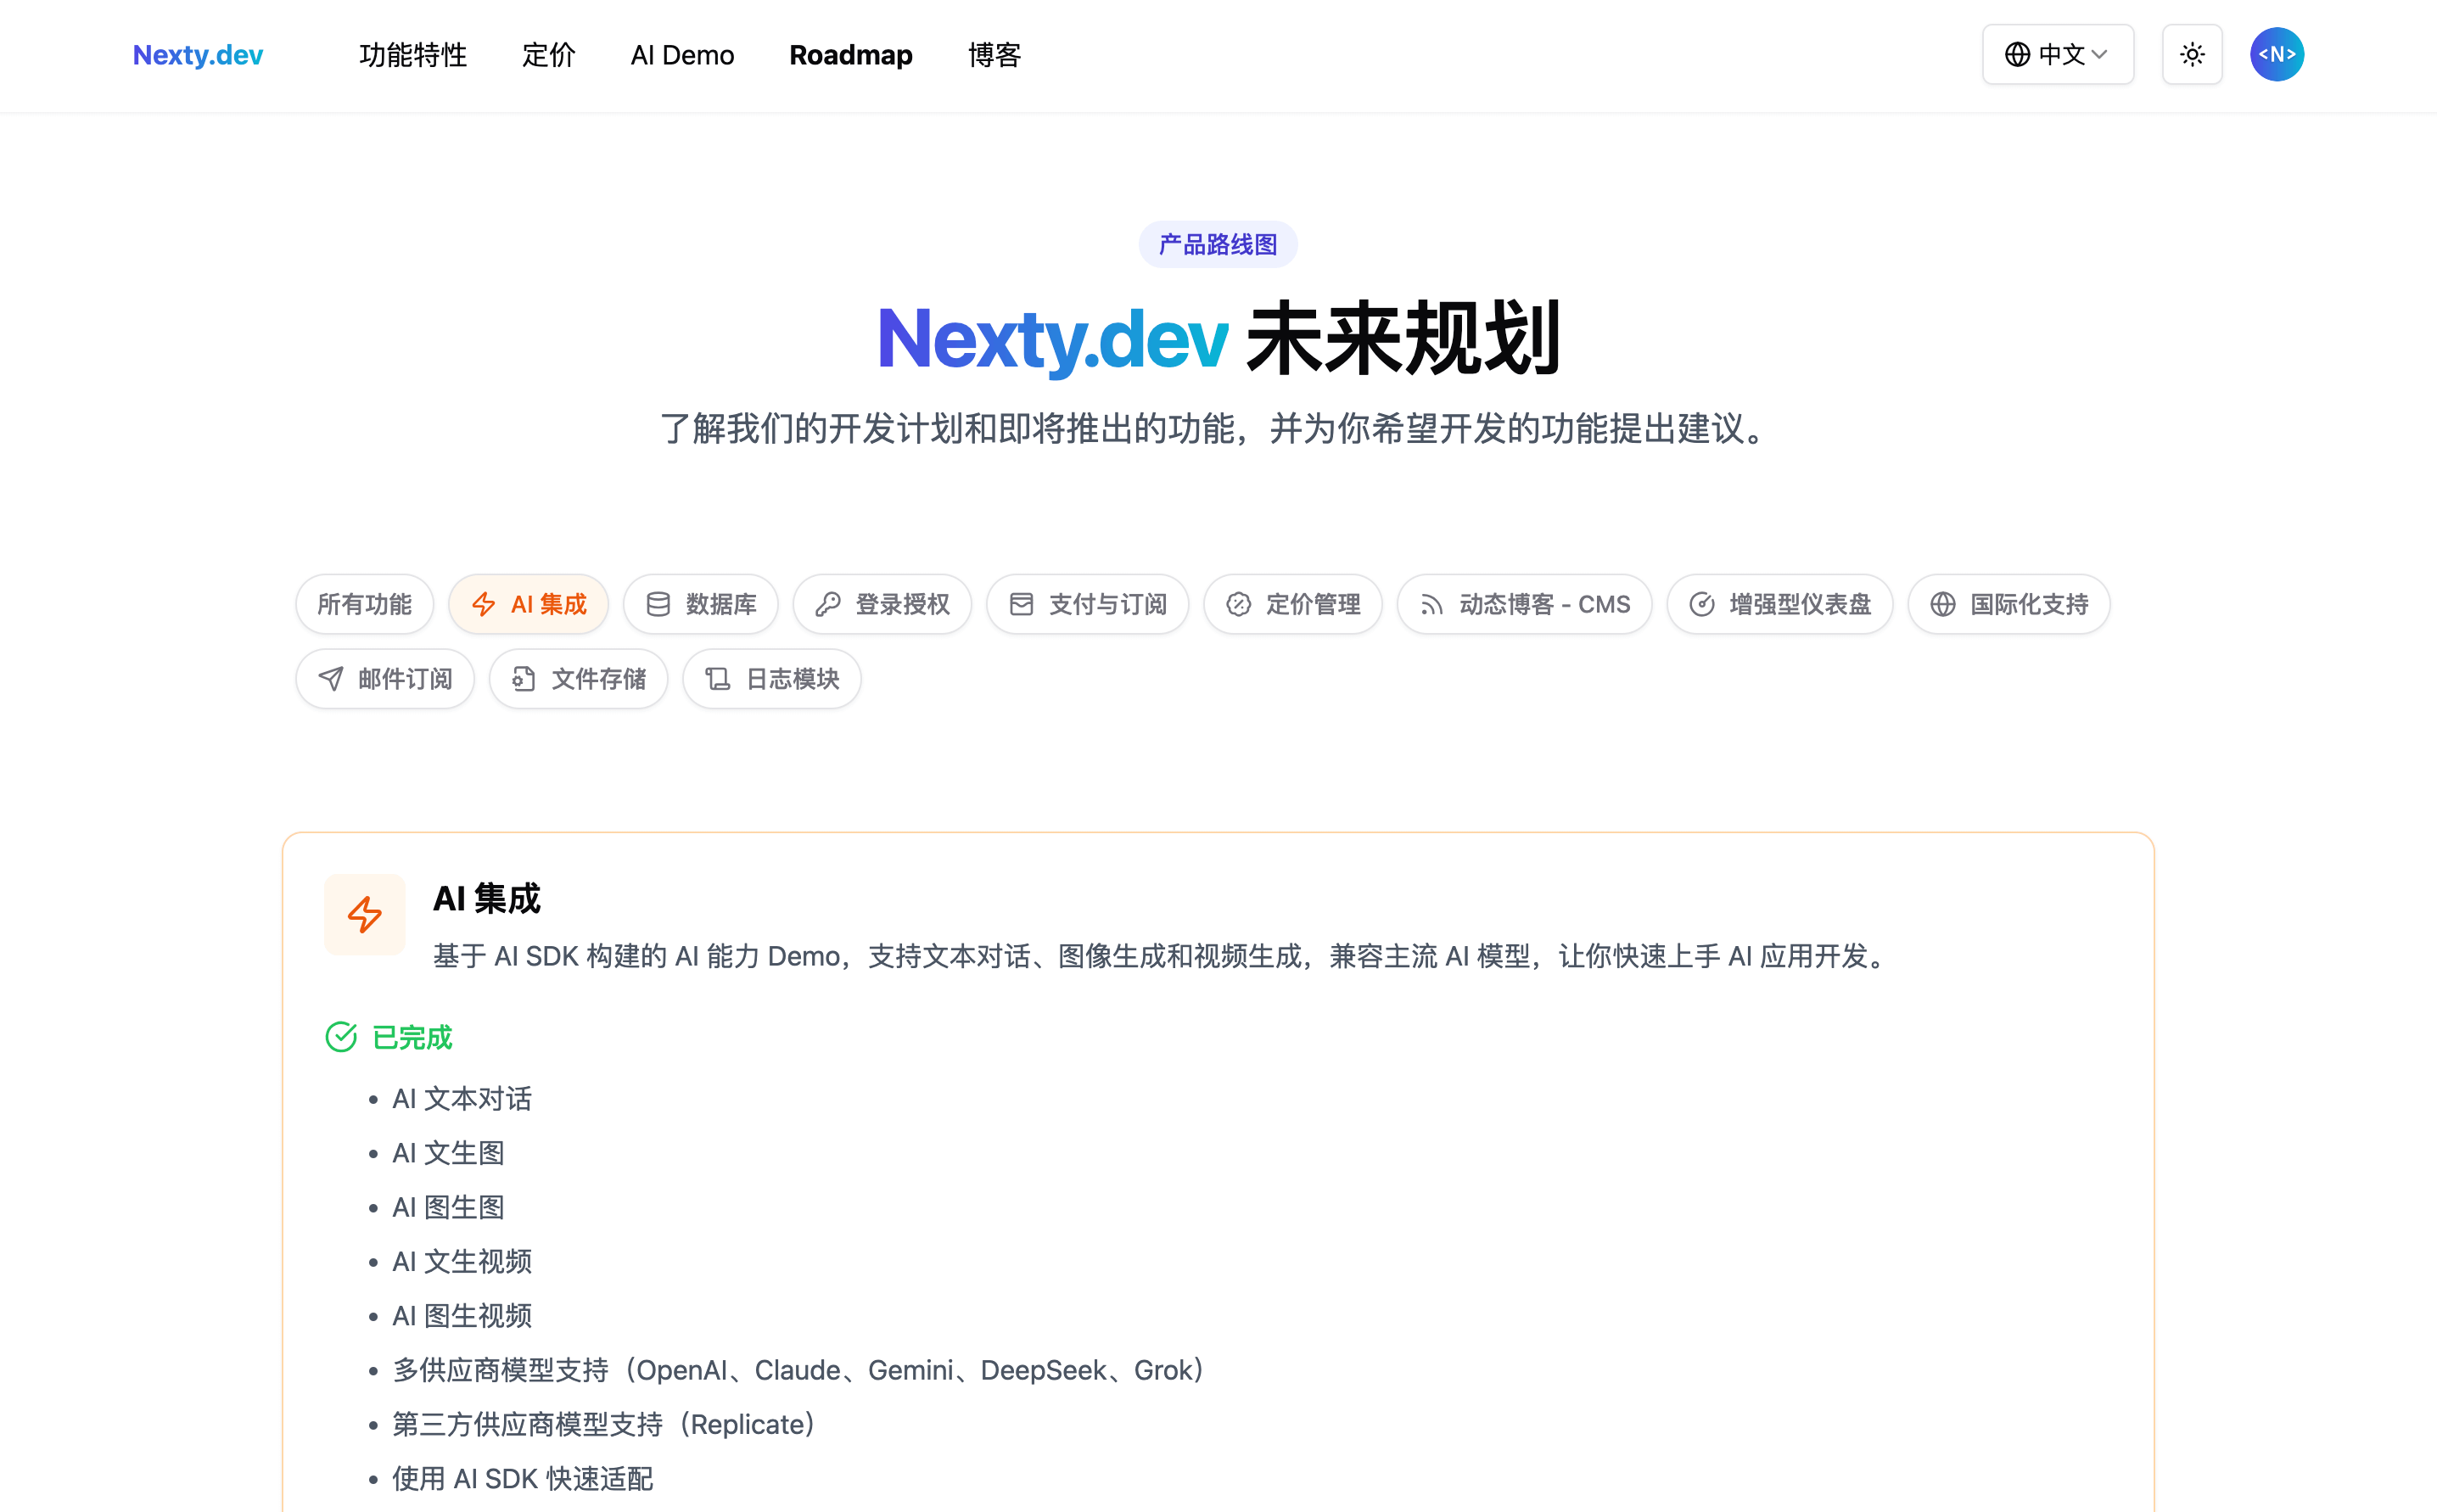 Nexty.dev 功能特性 定价 AI Demo Roadmap 博客 中文 <N>
产品路线图
Nexty.dev 未来规划
了解我们的开发计划和即将推出的功能，并为你希望开发的功能提出建议。
所有功能 AI 集成 数据库 登录授权 支付与订阅 定价管理 动态博客 - CMS 增强型仪表盘 国际化支持
邮件订阅 文件存储 日志模块
AI 集成
基于 AI SDK 构建的 AI 能力 Demo，支持文本对话、图像生成和视频生成，兼容主流 AI 模型，让你快速上手 AI 应用开发。
已完成
• AI 文本对话
• AI 文生图
• AI 图生图
• AI 文生视频
• AI 图生视频
• 多供应商模型支持（OpenAI、Claude、Gemini、DeepSeek、Grok）
• 第三方供应商模型支持（Replicate）
• 使用 AI SDK 快速适配